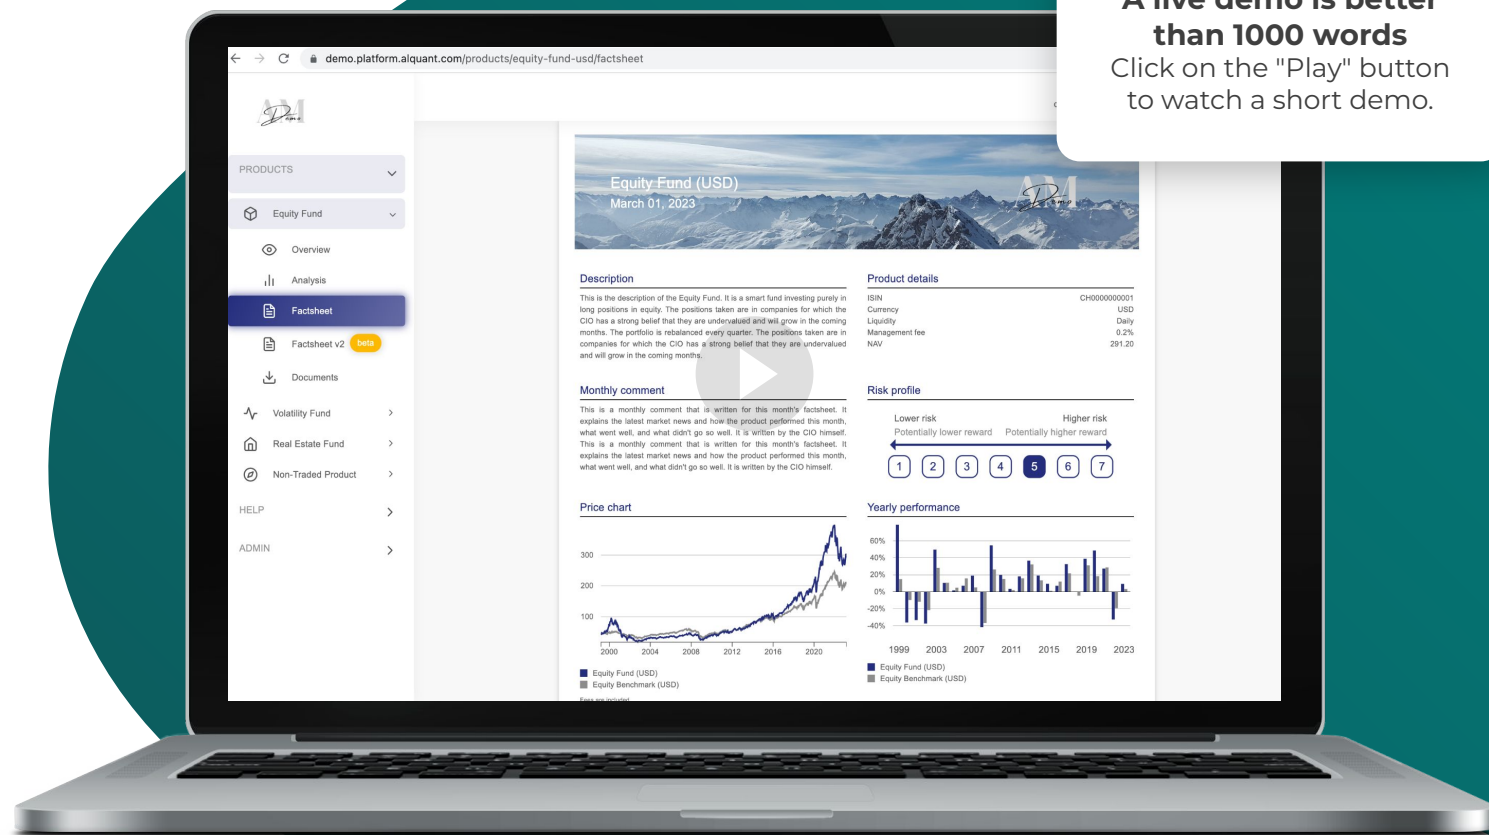 A live demo is better
than 1000 words
Click on the "Play" button
to watch a short demo.
demo.platform.alquant.com/products/equity-fund-usd/factsheet
AM
Demo
PRODUCTS
Equity Fund
Overview
Analysis
Factsheet
Factsheet v2 beta
Documents
Volatility Fund
Real Estate Fund
Non-Traded Product
HELP
ADMIN
Equity Fund (USD)
March 01, 2023
AM
Demo
Description
This is the description of the Equity Fund. It is a smart fund investing purely in
long positions in equity. The positions taken are in companies for which the
CIO has a strong belief that they are undervalued and will grow in the coming
months. The portfolio is rebalanced every quarter. The positions taken are in
companies for which the CIO has a strong belief that they are undervalued
and will grow in the coming months.
Product details
ISIN CH0000000001
Currency USD
Liquidity Daily
Management fee 0.2%
NAV 291.20
Monthly comment
This is a monthly comment that is written for this month's factsheet. It
explains the latest market news and how the product performed this month,
what went well, and what didn't go so well. It is written by the CIO himself.
This is a monthly comment that is written for this month's factsheet. It
explains the latest market news and how the product performed this month,
what went well, and what didn't go so well. It is written by the CIO himself.
Risk profile
Lower risk Higher risk
Potentially lower reward Potentially higher reward
1 2 3 4 5 6 7
Price chart
300
200
100
2000 2004 2008 2012 2016 2020
Equity Fund (USD)
Equity Benchmark (USD)
Fees are included
Yearly performance
60%
40%
20%
0%
-20%
-40%
1999 2003 2007 2011 2015 2019 2023
Equity Fund (USD)
Equity Benchmark (USD)